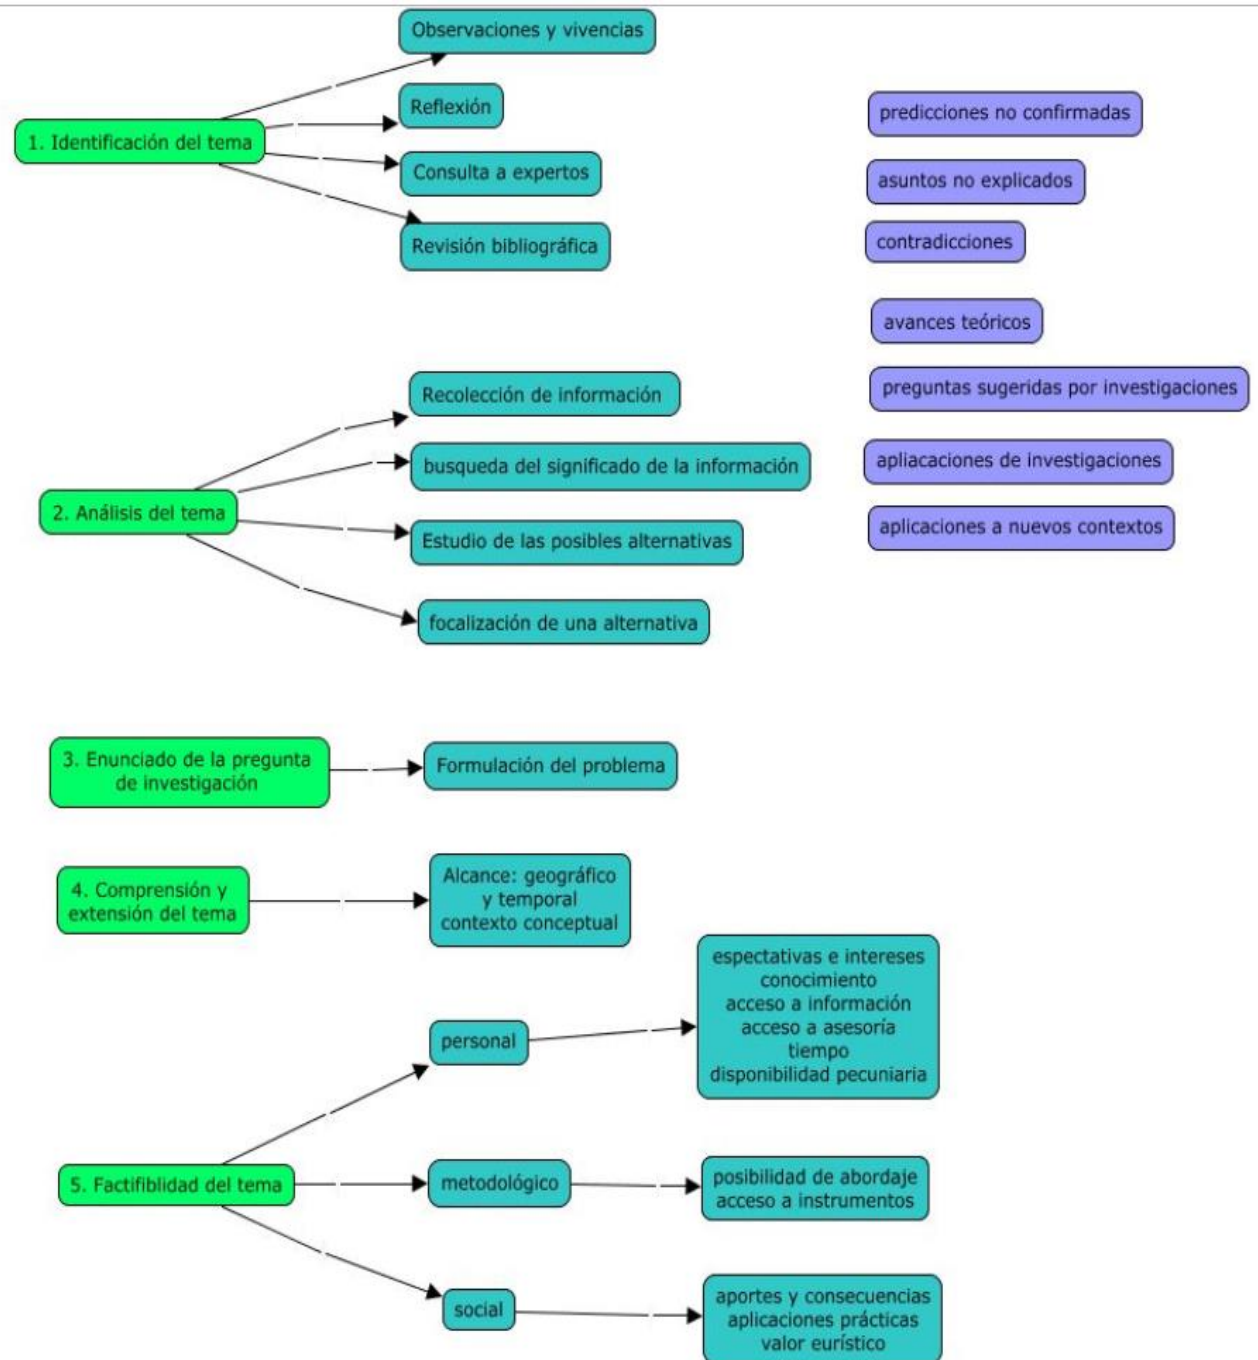 Observaciones y vivencias
Reflexión
1. Identificación del tema
Consulta a expertos
Revisión bibliográfica
predicciones no confirmadas
asuntos no explicados
contradicciones
avances teóricos
preguntas sugeridas por investigaciones
apliacaciones de investigaciones
aplicaciones a nuevos contextos
Recolección de información
busqueda del significado de la información
2. Análisis del tema
Estudio de las posibles alternativas
focalización de una alternativa
3. Enunciado de la pregunta
de investigación
Formulación del problema
4. Comprensión y
extensión del tema
Alcance: geográfico
y temporal
contexto conceptual
5. Factifiblidad del tema
personal
espectativas e intereses
conocimiento
acceso a información
acceso a asesoría
tiempo
disponibilidad pecuniaria
metodológico
posibilidad de abordaje
acceso a instrumentos
social
aportes y consecuencias
aplicaciones prácticas
valor eurístico